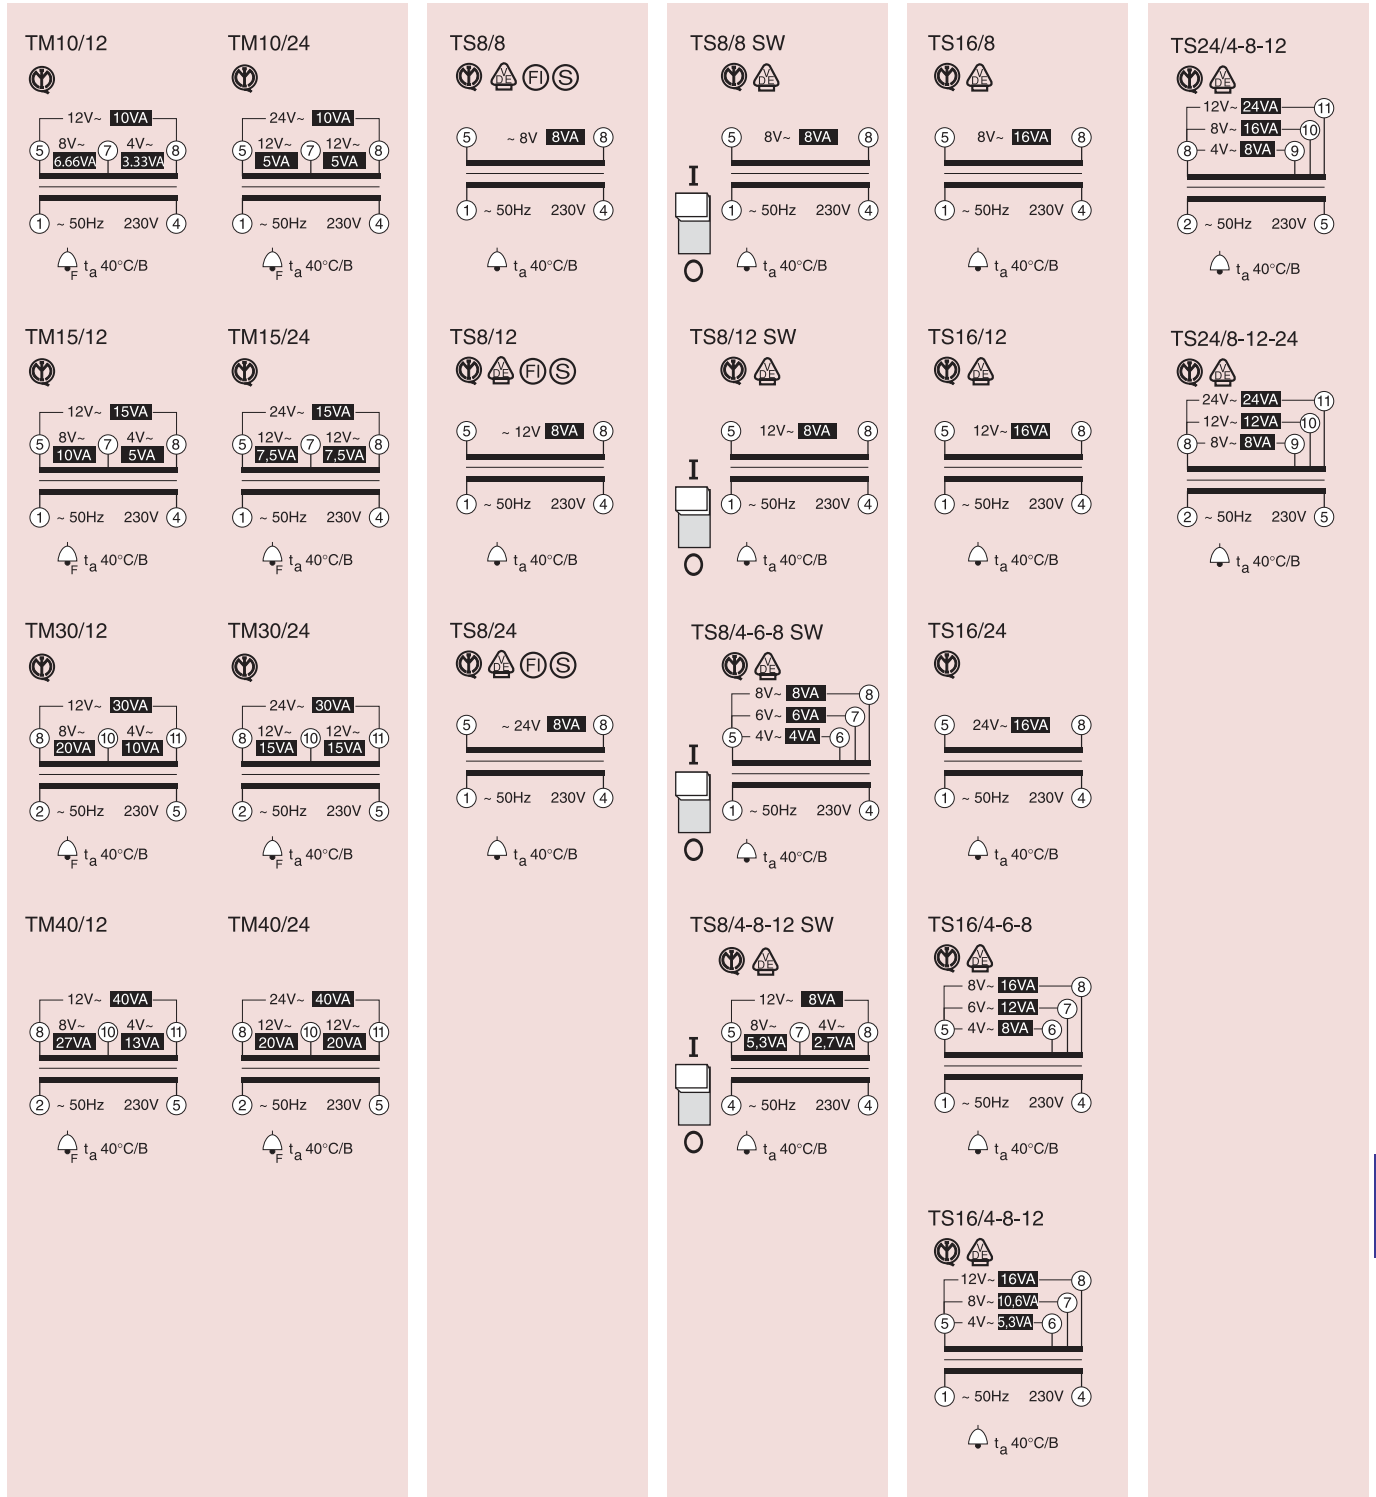 TM10/12
12V~ 10VA
8V~ 4V~
5 6.66VA 7 3.33VA 8
1 ~ 50Hz 230V 4
F ta 40°C/B
TM10/24
24V~ 10VA
12V~ 12V~
5 5VA 7 5VA 8
1 ~ 50Hz 230V 4
F ta 40°C/B
TM15/12
12V~ 15VA
8V~ 4V~
5 10VA 7 5VA 8
1 ~ 50Hz 230V 4
F ta 40°C/B
TM15/24
24V~ 15VA
12V~ 12V~
5 7,5VA 7 7,5VA 8
1 ~ 50Hz 230V 4
F ta 40°C/B
TM30/12
12V~ 30VA
8V~ 4V~
8 20VA 10 10VA 11
2 ~ 50Hz 230V 5
F ta 40°C/B
TM30/24
24V~ 30VA
12V~ 12V~
8 15VA 10 15VA 11
2 ~ 50Hz 230V 5
F ta 40°C/B
TM40/12
12V~ 40VA
8V~ 4V~
8 27VA 10 13VA 11
2 ~ 50Hz 230V 5
F ta 40°C/B
TM40/24
24V~ 40VA
12V~ 12V~
8 20VA 10 20VA 11
2 ~ 50Hz 230V 5
F ta 40°C/B
TS8/8
VDE FI S
5 ~ 8V 8VA 8
1 ~ 50Hz 230V 4
ta 40°C/B
TS8/12
VDE FI S
5 ~ 12V 8VA 8
1 ~ 50Hz 230V 4
ta 40°C/B
TS8/24
VDE FI S
5 ~ 24V 8VA 8
1 ~ 50Hz 230V 4
ta 40°C/B
TS8/8 SW
VDE
5 8V~ 8VA 8
I
1 ~ 50Hz 230V 4
O ta 40°C/B
TS8/12 SW
VDE
5 12V~ 8VA 8
I
1 ~ 50Hz 230V 4
O ta 40°C/B
TS8/4-6-8 SW
VDE
8V~ 8VA 8
6V~ 6VA 7
5 4V~ 4VA 6
I
1 ~ 50Hz 230V 4
O ta 40°C/B
TS8/4-8-12 SW
VDE
12V~ 8VA
8V~ 4V~
5 5,3VA 7 2,7VA 8
I
4 ~ 50Hz 230V 4
O ta 40°C/B
TS16/8
VDE
5 8V~ 16VA 8
1 ~ 50Hz 230V 4
ta 40°C/B
TS16/12
VDE
5 12V~ 16VA 8
1 ~ 50Hz 230V 4
ta 40°C/B
TS16/24
5 24V~ 16VA 8
1 ~ 50Hz 230V 4
ta 40°C/B
TS16/4-6-8
VDE
8V~ 16VA 8
6V~ 12VA 7
5 4V~ 8VA 6
1 ~ 50Hz 230V 4
ta 40°C/B
TS16/4-8-12
VDE
12V~ 16VA 8
8V~ 10,6VA 7
5 4V~ 5,3VA 6
1 ~ 50Hz 230V 4
ta 40°C/B
TS24/4-8-12
VDE
12V~ 24VA 11
8V~ 16VA 10
8 4V~ 8VA 9
2 ~ 50Hz 230V 5
ta 40°C/B
TS24/8-12-24
VDE
24V~ 24VA 11
12V~ 12VA 10
8 8V~ 8VA 9
2 ~ 50Hz 230V 5
ta 40°C/B